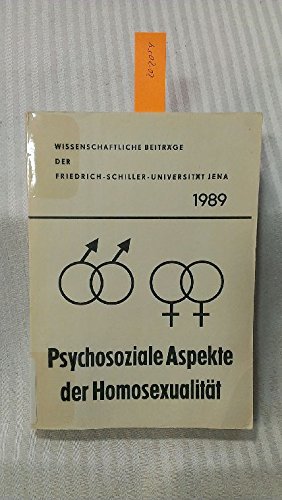 WISSENSCHAFTLICHE BEITRÄGE
DER
FRIEDRICH-SCHILLER-UNIVERSITÄT JENA
1989
Psychosoziale Aspekte
der Homosexualität